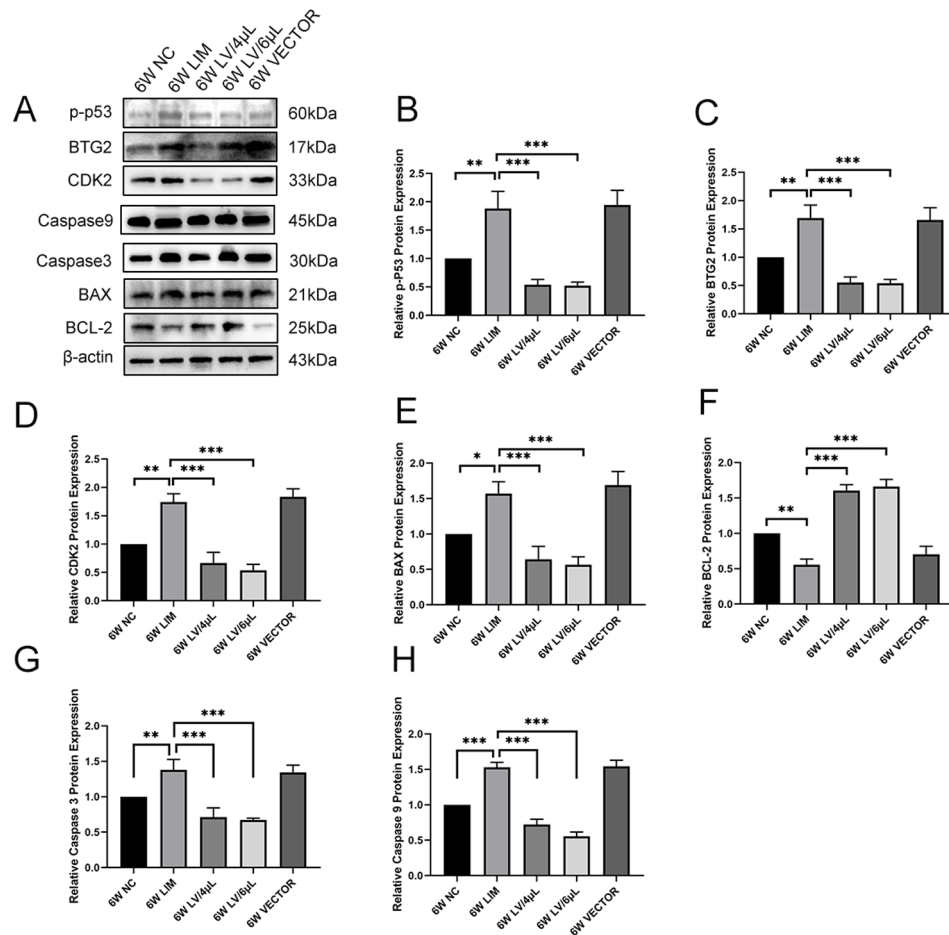 A
6W NC
6W LIM
6W LV/4μL
6W LV/6μL
6W VECTOR
p-p53 60kDa
BTG2 17kDa
CDK2 33kDa
Caspase9 45kDa
Caspase3 30kDa
BAX 21kDa
BCL-2 25kDa
β-actin 43kDa
B
Relative p-P53 Protein Expression
2.5
2.0
1.5
1.0
0.5
0.0
** *** ***
6W NC
6W LIM
6W LV/4μL
6W LV/6μL
6W VECTOR
C
Relative BTG2 Protein Expression
2.5
2.0
1.5
1.0
0.5
0.0
** *** ***
6W NC
6W LIM
6W LV/4μL
6W LV/6μL
6W VECTOR
D
Relative CDK2 Protein Expression
2.5
2.0
1.5
1.0
0.5
0.0
** *** ***
6W NC
6W LIM
6W LV/4μL
6W LV/6μL
6W VECTOR
E
Relative BAX Protein Expression
2.0
1.5
1.0
0.5
0.0
* *** ***
6W NC
6W LIM
6W LV/4μL
6W LV/6μL
6W VECTOR
F
Relative BCL-2 Protein Expression
2.0
1.5
1.0
0.5
0.0
** *** ***
6W NC
6W LIM
6W LV/4μL
6W LV/6μL
6W VECTOR
G
Relative Caspase 3 Protein Expression
2.0
1.5
1.0
0.5
0.0
** *** ***
6W NC
6W LIM
6W LV/4μL
6W LV/6μL
6W VECTOR
H
Relative Caspase 9 Protein Expression
2.0
1.5
1.0
0.5
0.0
*** *** ***
6W NC
6W LIM
6W LV/4μL
6W LV/6μL
6W VECTOR